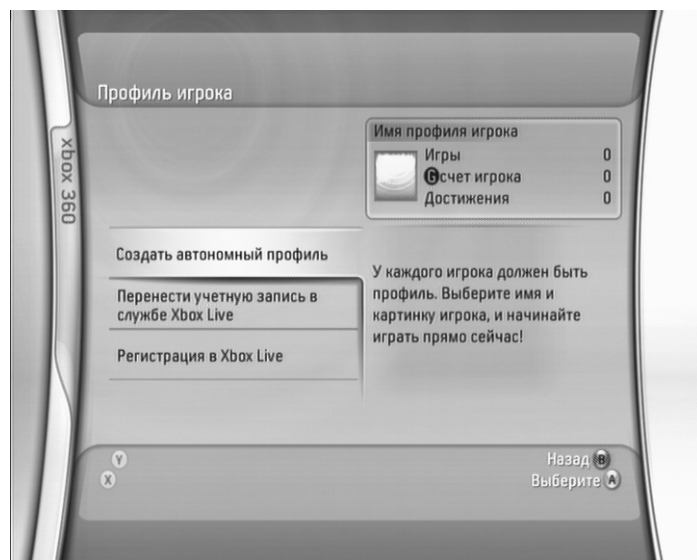 Профиль игрока
xbox 360
Имя профиля игрока
Игры 0
G счет игрока 0
Достижения 0
Создать автономный профиль
Перенести учетную запись в
службе Xbox Live
Регистрация в Xbox Live
У каждого игрока должен быть
профиль. Выберите имя и
картинку игрока, и начинайте
играть прямо сейчас!
Y
X
Назад B
Выберите A